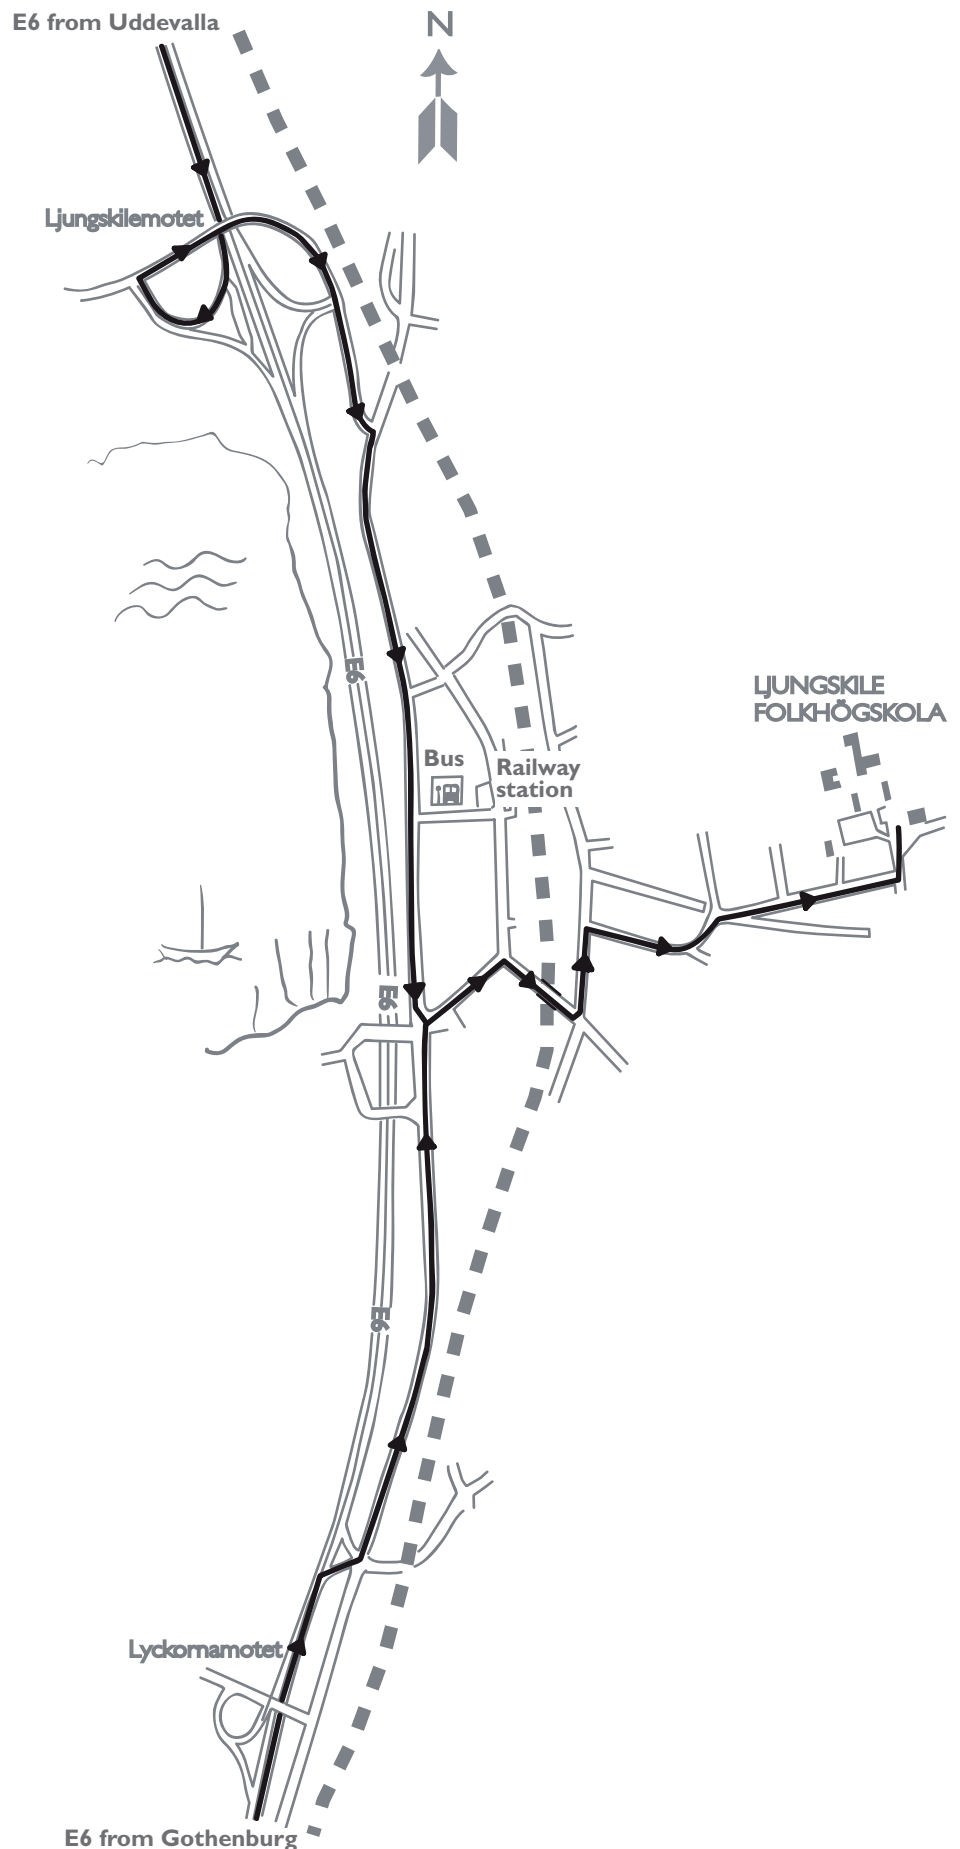 E6 from Uddevalla
N
Ljungskilemotet
E6
LJUNGSKILE
FOLKHÖGSKOLA
Bus
Railway
station
E6
E6
Lyckornamotet
E6 from Gothenburg